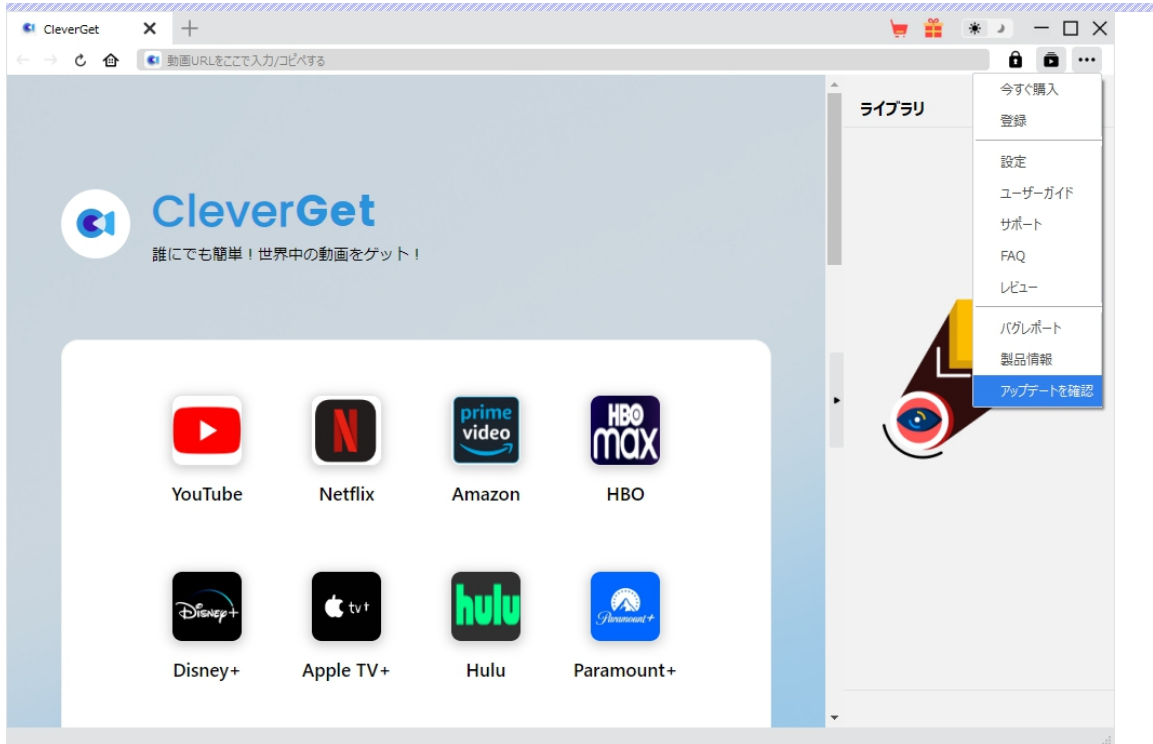 CleverGet
動画URLをここで入力/コピペする
今すぐ購入
登録
設定
ユーザーガイド
サポート
FAQ
レビュー
バグレポート
製品情報
アップデートを確認
ライブラリ
CleverGet
誰にでも簡単！世界中の動画をゲット！
prime
video
HBO
max
N
YouTube Netflix Amazon HBO
Disney+
tv+
hulu
Paramount+
Disney+ Apple TV+ Hulu Paramount+